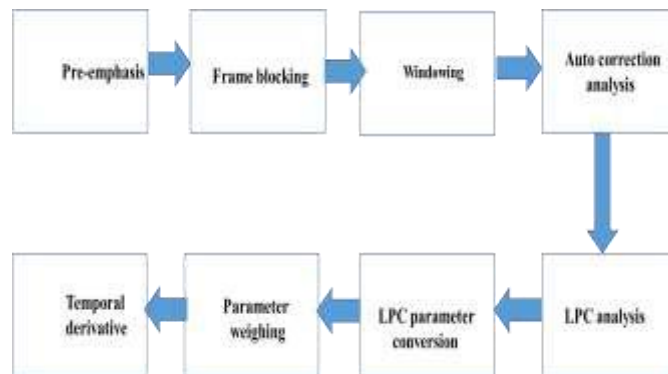 Pre-emphasis
Frame blocking
Windowing
Auto correction
analysis
LPC analysis
LPC parameter
conversion
Parameter
weighing
Temporal
derivative